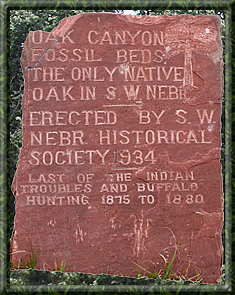 OAK CANYON
FOSSIL BEDS
THE ONLY NATIVE
OAK IN S.W. NEBR
ERECTED BY S.W.
NEBR HISTORICAL
SOCIETY 1934
LAST OF THE INDIAN
TROUBLES AND BUFFALO
HUNTING 1875 TO 1880